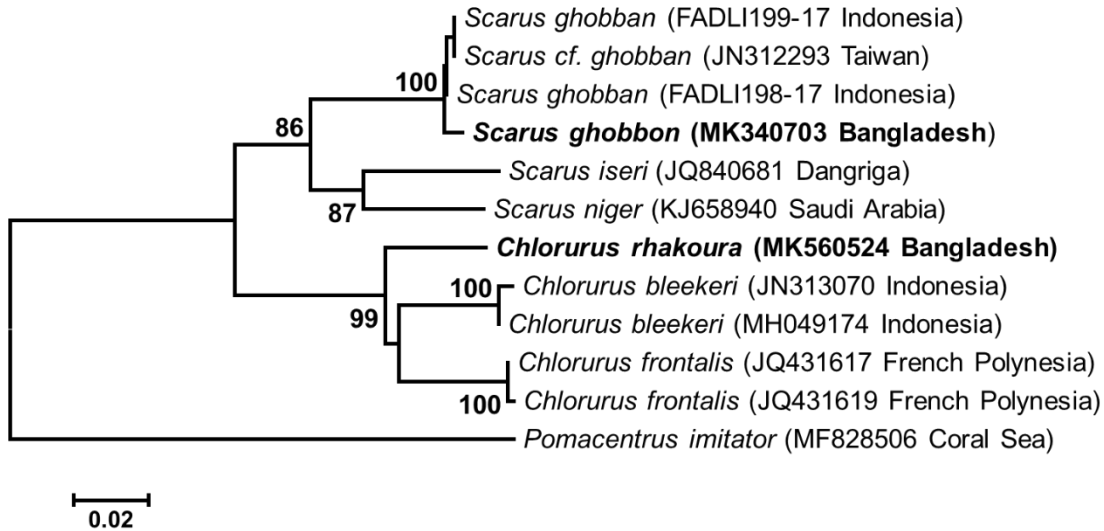 Scarus ghobban (FADLI199-17 Indonesia)
Scarus cf. ghobban (JN312293 Taiwan)
100
Scarus ghobban (FADLI198-17 Indonesia)
86
Scarus ghobbon (MK340703 Bangladesh)
Scarus iseri (JQ840681 Dangriga)
87
Scarus niger (KJ658940 Saudi Arabia)
Chlorurus rhakoura (MK560524 Bangladesh)
100
Chlorurus bleekeri (JN313070 Indonesia)
99
Chlorurus bleekeri (MH049174 Indonesia)
Chlorurus frontalis (JQ431617 French Polynesia)
100
Chlorurus frontalis (JQ431619 French Polynesia)
Pomacentrus imitator (MF828506 Coral Sea)
0.02